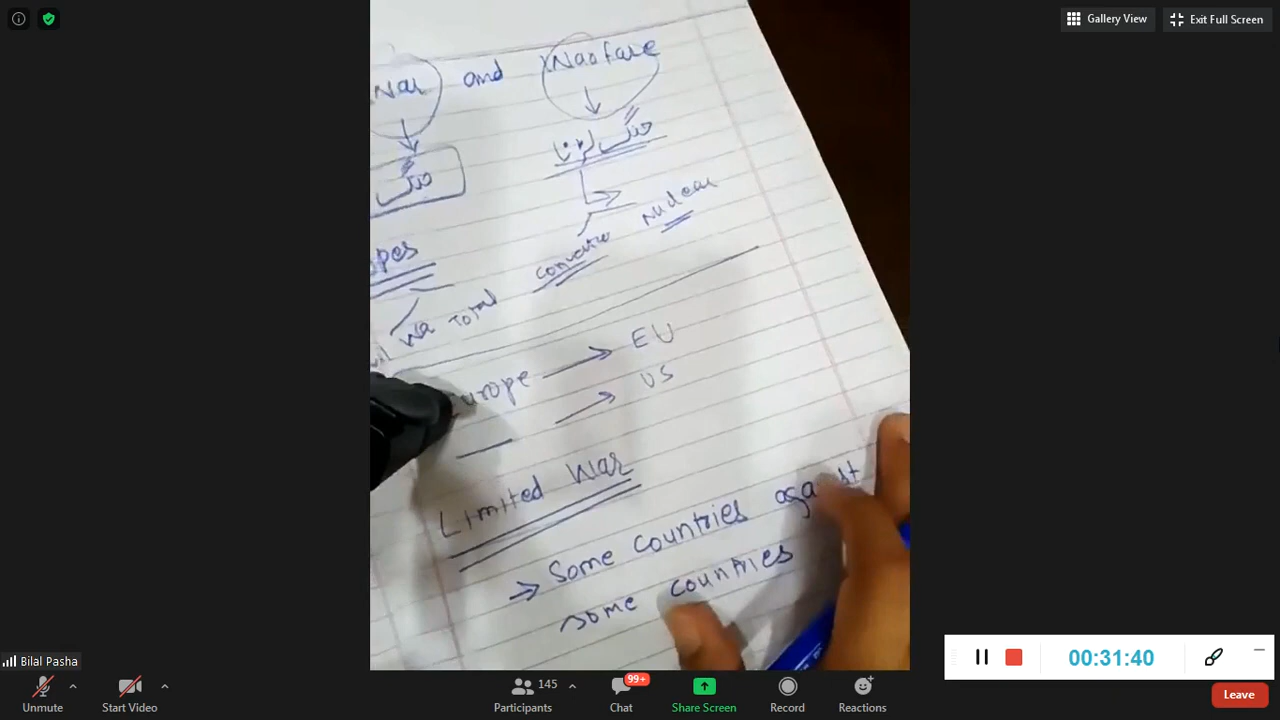 Gallery View
Exit Full Screen
War and Warfare
جنگ جنگ لڑنا
Nuclear
Total
Europe → EU
→ US
Limited War
⇒ Some countries against
some countries
Bilal Pasha
00:31:40
Unmute
Start Video
145
Participants
99+
Chat
Share Screen
Record
Reactions
Leave